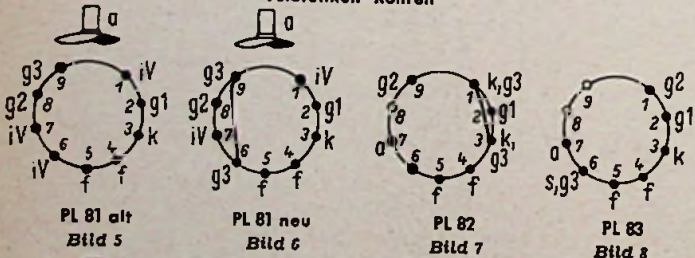 a a
g3 9 iV 1
g2 8 2 g1
iV 7 3 k
iV 6 5 4 f
f
g3 9 iV 1
g2 8 2 g1
iV 7 3
g3 6 5 4 f
f
g2 9 1 k,g3
8 2 g1
a 7 3 k,
g3
6 5 4 f
f
9 1 g2
8 2 g1
a 7 3 k
s,g3 6 5 4 f
f
PL 81 alt PL 81 neu PL 82 PL 83
Bild 5 Bild 6 Bild 7 Bild 8